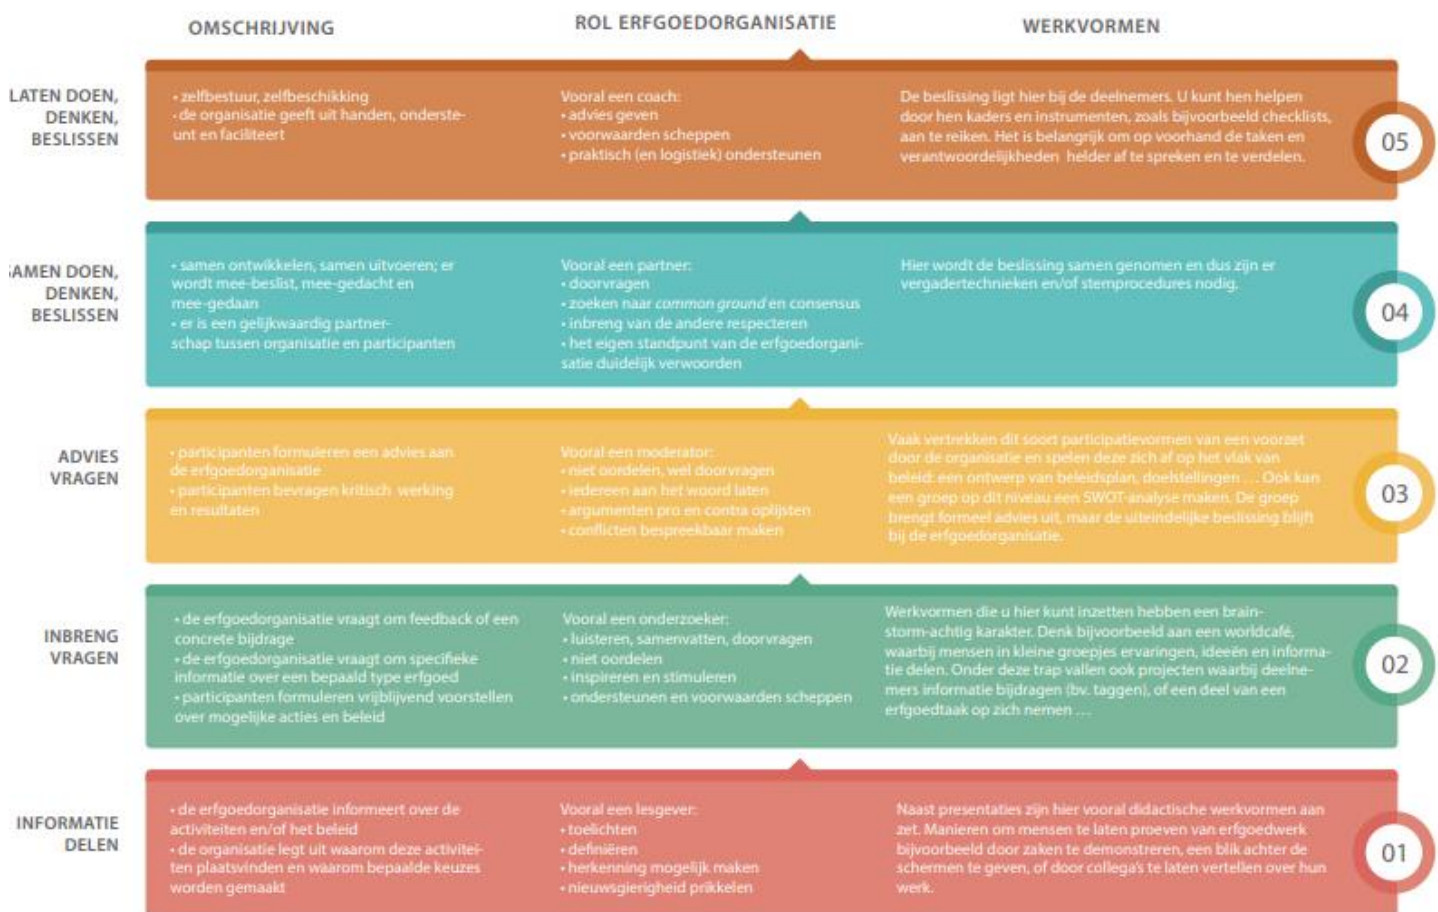 OMSCHRIJVING
ROL ERFGOEDORGANISATIE
WERKVORMEN
LATEN DOEN,
DENKEN,
BESLISSEN
• zelfbestuur, zelfbeschikking
• de organisatie geeft uit handen, onderste-
unt en faciliteert
Vooral een coach:
• advies geven
• voorwaarden scheppen
• praktisch (en logistiek) ondersteunen
De beslissing ligt hier bij de deelnemers. U kunt hen helpen
door hen kaders en instrumenten, zoals bijvoorbeeld checklists,
aan te reiken. Het is belangrijk om op voorhand de taken en
verantwoordelijkheden helder af te spreken en te verdelen.
05
AMEN DOEN,
DENKEN,
BESLISSEN
• samen ontwikkelen, samen uitvoeren; er
wordt mee-beslist, mee-gedacht en
mee-gedaan
• er is een gelijkwaardig partner-
schap tussen organisatie en participanten
Vooral een partner:
• doorvragen
• zoeken naar common ground en consensus
• inbreng van de andere respecteren
• het eigen standpunt van de erfgoedorgani-
satie duidelijk verwoorden
Hier wordt de beslissing samen genomen en dus zijn er
vergadertechnieken en/of stemprocedures nodig.
04
ADVIES
VRAGEN
• participanten formuleren een advies aan
de erfgoedorganisatie
• participanten bevragen kritisch werking
en resultaten
Vooral een moderator:
• niet oordelen, wel doorvragen
• iedereen aan het woord laten
• argumenten pro en contra oplijsten
• conflicten bespreekbaar maken
Vaak vertrekken dit soort participatievormen van een voorzet
door de organisatie en spelen deze zich af op het vlak van
beleid: een ontwerp van beleidsplan, doelstellingen … Ook kan
een groep op dit niveau een SWOT-analyse maken. De groep
brengt formeel advies uit, maar de uiteindelijke beslissing blijft
bij de erfgoedorganisatie.
03
INBRENG
VRAGEN
• de erfgoedorganisatie vraagt om feedback of een
concrete bijdrage
• de erfgoedorganisatie vraagt om specifieke
informatie over een bepaald type erfgoed
• participanten formuleren vrijblijvend voorstellen
over mogelijke acties en beleid
Vooral een onderzoeker:
• luisteren, samenvatten, doorvragen
• niet oordelen
• inspireren en stimuleren
• ondersteunen en voorwaarden scheppen
Werkvormen die u hier kunt inzetten hebben een brain-
storm-achtig karakter. Denk bijvoorbeeld aan een worldcafé,
waarbij mensen in kleine groepjes ervaringen, ideeën en informa-
tie delen. Onder deze trap vallen ook projecten waarbij deelne-
mers informatie bijdragen (bv. taggen), of een deel van een
erfgoedtaak op zich nemen …
02
INFORMATIE
DELEN
• de erfgoedorganisatie informeert over de
activiteiten en/of het beleid
• de organisatie legt uit waarom deze activitei-
ten plaatsvinden en waarom bepaalde keuzes
worden gemaakt
Vooral een lesgever:
• toelichten
• definiëren
• herkenning mogelijk maken
• nieuwsgierigheid prikkelen
Naast presentaties zijn hier vooral didactische werkvormen aan
zet. Manieren om mensen te laten proeven van erfgoedwerk
bijvoorbeeld door zaken te demonstreren, een blik achter de
schermen te geven, of door collega's te laten vertellen over hun
werk.
01